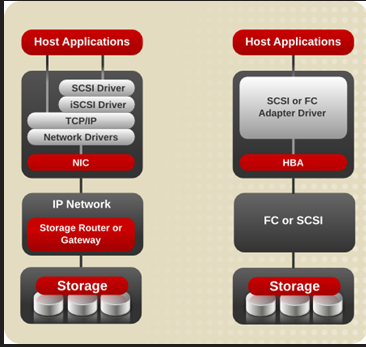 Host Applications
SCSI Driver
iSCSI Driver
TCP/IP
Network Drivers
NIC
IP Network
Storage Router or
Gateway
Storage
Host Applications
SCSI or FC
Adapter Driver
HBA
FC or SCSI
Storage